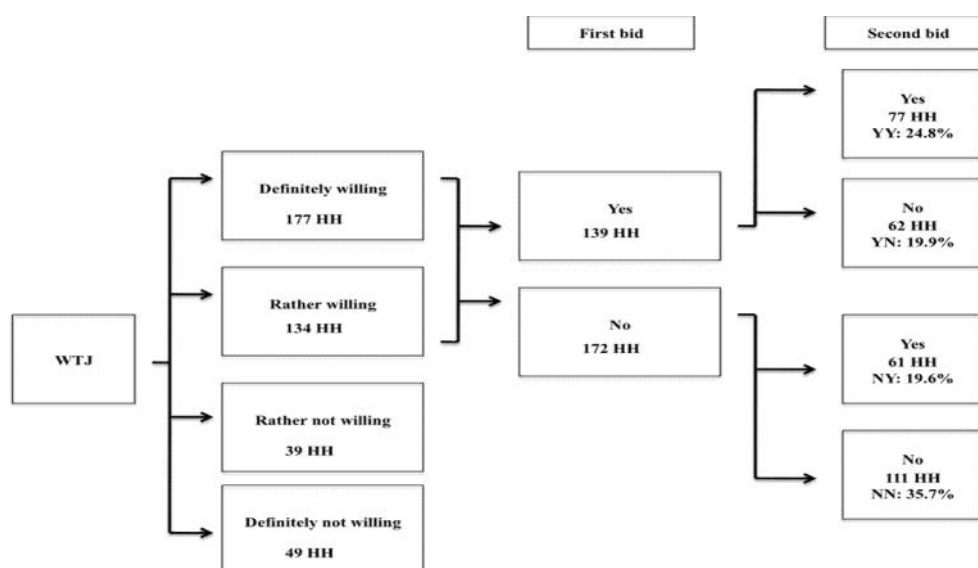 First bid
Second bid
WTJ
Definitely willing
177 HH
Rather willing
134 HH
Rather not willing
39 HH
Definitely not willing
49 HH
Yes
139 HH
No
172 HH
Yes
77 HH
YY: 24.8%
No
62 HH
YN: 19.9%
Yes
61 HH
NY: 19.6%
No
111 HH
NN: 35.7%